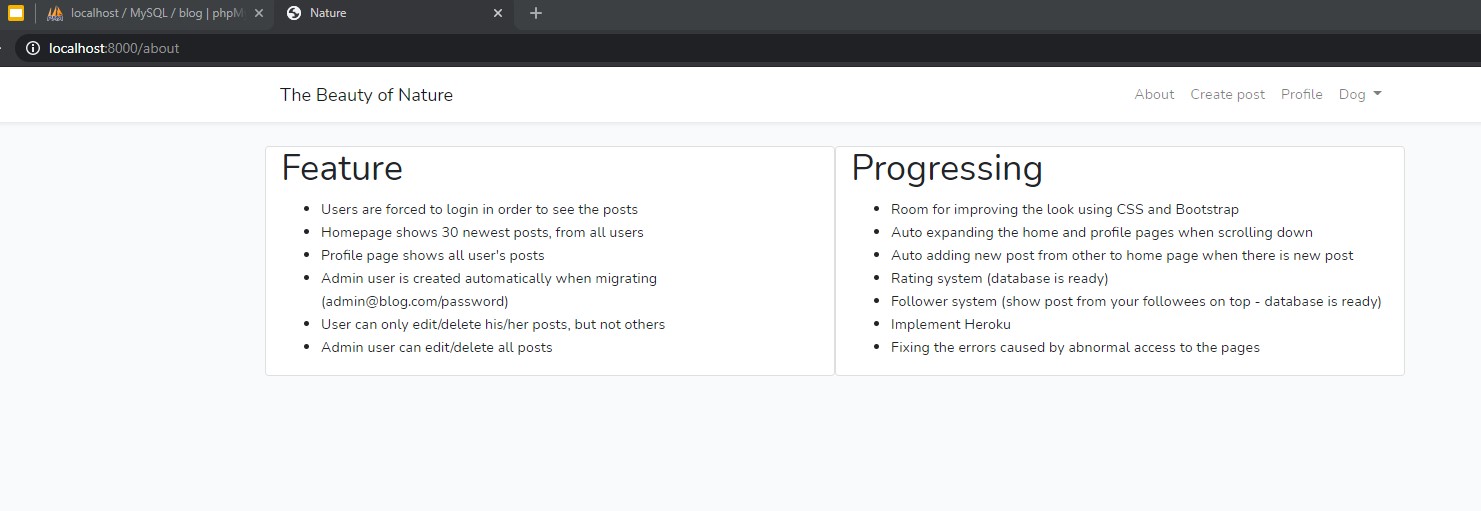 localhost / MySQL / blog | phpM
Nature
localhost:8000/about
The Beauty of Nature
About Create post Profile Dog
Feature
Users are forced to login in order to see the posts
Homepage shows 30 newest posts, from all users
Profile page shows all user's posts
Admin user is created automatically when migrating
(admin@blog.com/password)
User can only edit/delete his/her posts, but not others
Admin user can edit/delete all posts
Progressing
Room for improving the look using CSS and Bootstrap
Auto expanding the home and profile pages when scrolling down
Auto adding new post from other to home page when there is new post
Rating system (database is ready)
Follower system (show post from your followees on top - database is ready)
Implement Heroku
Fixing the errors caused by abnormal access to the pages